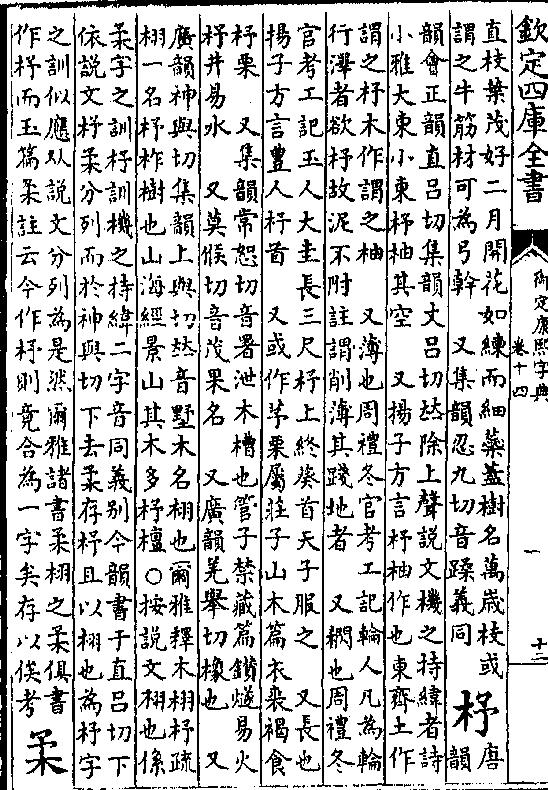 欽定四庫全書
御定康熙字典
卷十四
一
十二
直枝葉茂好二月開花如練而細蘂蓋樹名萬歲枝或
謂之牛筋材可為弓幹　又集韻忍九切音蹂義同　杼　唐韻
韻會正韻直呂切集韻丈呂切𠀤除上聲說文機之持緯者詩
小雅大東小東杼柚其空　又揚子方言杼柚作也東齊土作
謂之杼木作謂之柚　又薄也周禮冬官考工記輪人凡為輪
行澤者欲杼故泥不附註謂削薄其踐地者　又網也周禮冬
官考工記玉人大圭長三尺杼上終葵首天子服之　又長也
揚子方言豐人杼首　又或作芧栗屬莊子山木篇衣裘褐食
杼栗　又集韻常恕切音署泄木槽也管子禁藏篇鑽燧易火
杼井易水　又莫候切音茂果名　又廣韻羌舉切橡也　又
廣韻神與切集韻上與切𠀤音墅木名栩也爾雅釋木栩杼疏
栩一名杼柞樹也山海經景山其木多杼檀○按說文栩也係
柔字之訓杼訓機之持緯二字音同義別今韻書于直呂切下
依說文杼柔分列而於神與切下去柔存杼且以栩也為杼字
之訓似應从說文分列為是然爾雅諸書柔栩之柔俱書
作杼而玉篇柔註云今作杼則竟合為一字矣存以俟考　柔